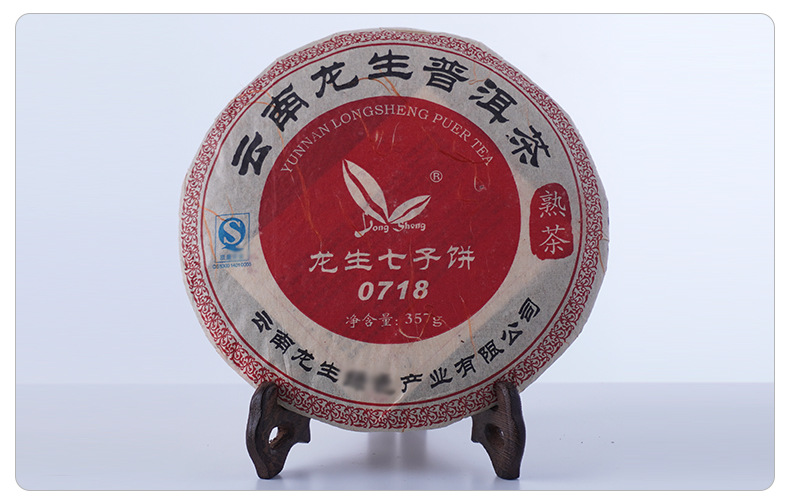 云南龙生普洱茶
YUNNAN LONGSHENG PUER TEA
®
Long Sheng
熟茶
龙生七子饼
0718
净含量: 357g
云南龙生
产业有限公司